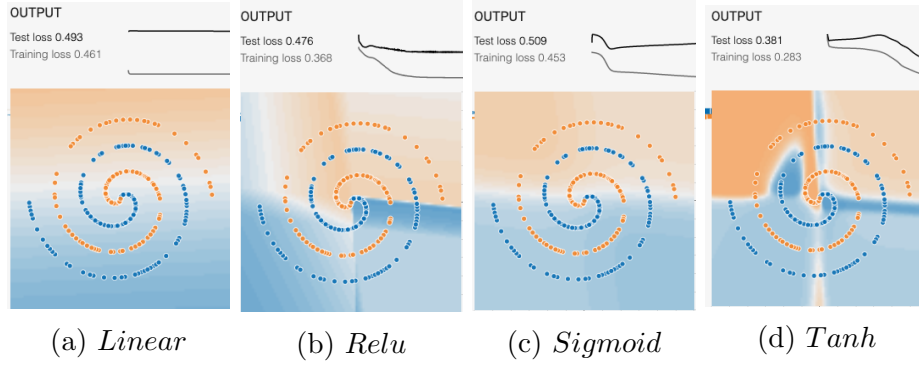 OUTPUT
Test loss 0.493
Training loss 0.461
OUTPUT
Test loss 0.476
Training loss 0.368
OUTPUT
Test loss 0.509
Training loss 0.453
OUTPUT
Test loss 0.381
Training loss 0.283
(a) Linear
(b) Relu
(c) Sigmoid
(d) Tanh